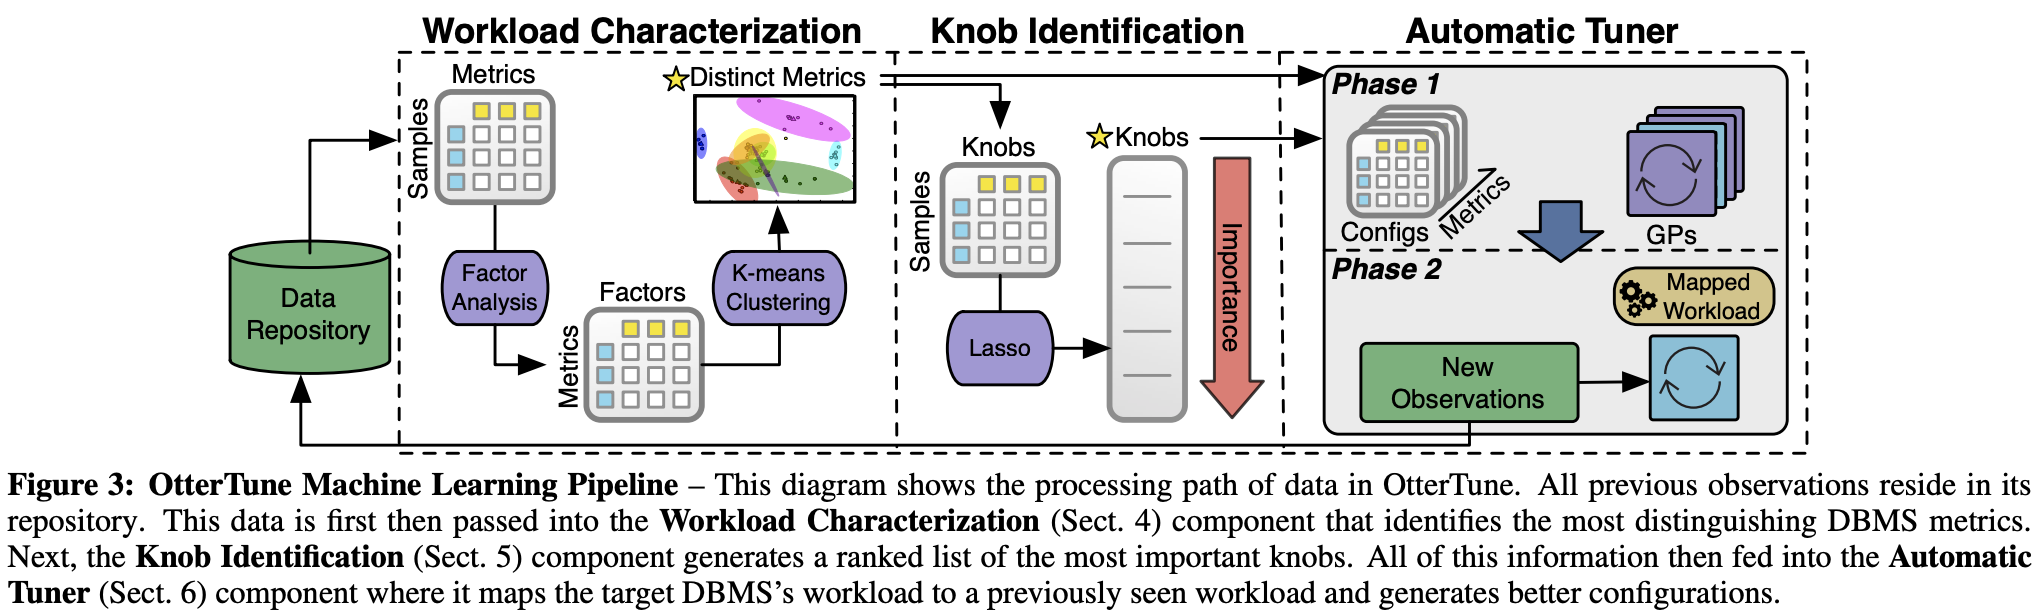 Workload Characterization
Knob Identification
Automatic Tuner
Metrics
Samples
Distinct Metrics
Factor
Analysis
Factors
Metrics
K-means
Clustering
Data
Repository
Knobs
Samples
Lasso
Knobs
Importance
Phase 1
Configs
Metrics
GPs
Phase 2
Mapped
Workload
New
Observations
Figure 3: OtterTune Machine Learning Pipeline – This diagram shows the processing path of data in OtterTune. All previous observations reside in its
repository. This data is first then passed into the Workload Characterization (Sect. 4) component that identifies the most distinguishing DBMS metrics.
Next, the Knob Identification (Sect. 5) component generates a ranked list of the most important knobs. All of this information then fed into the Automatic
Tuner (Sect. 6) component where it maps the target DBMS's workload to a previously seen workload and generates better configurations.